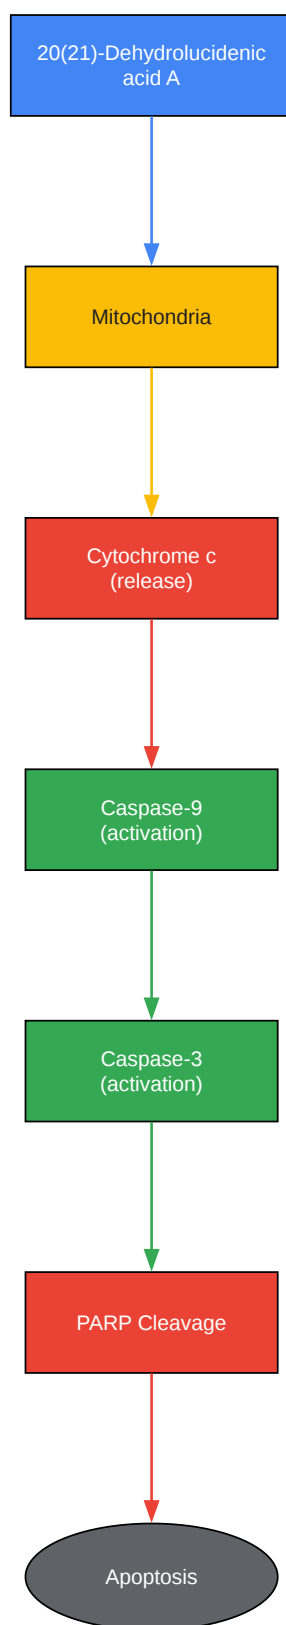 20(21)-Dehydrolucidenic
acid A
Mitochondria
Cytochrome c
(release)
Caspase-9
(activation)
Caspase-3
(activation)
PARP Cleavage
Apoptosis